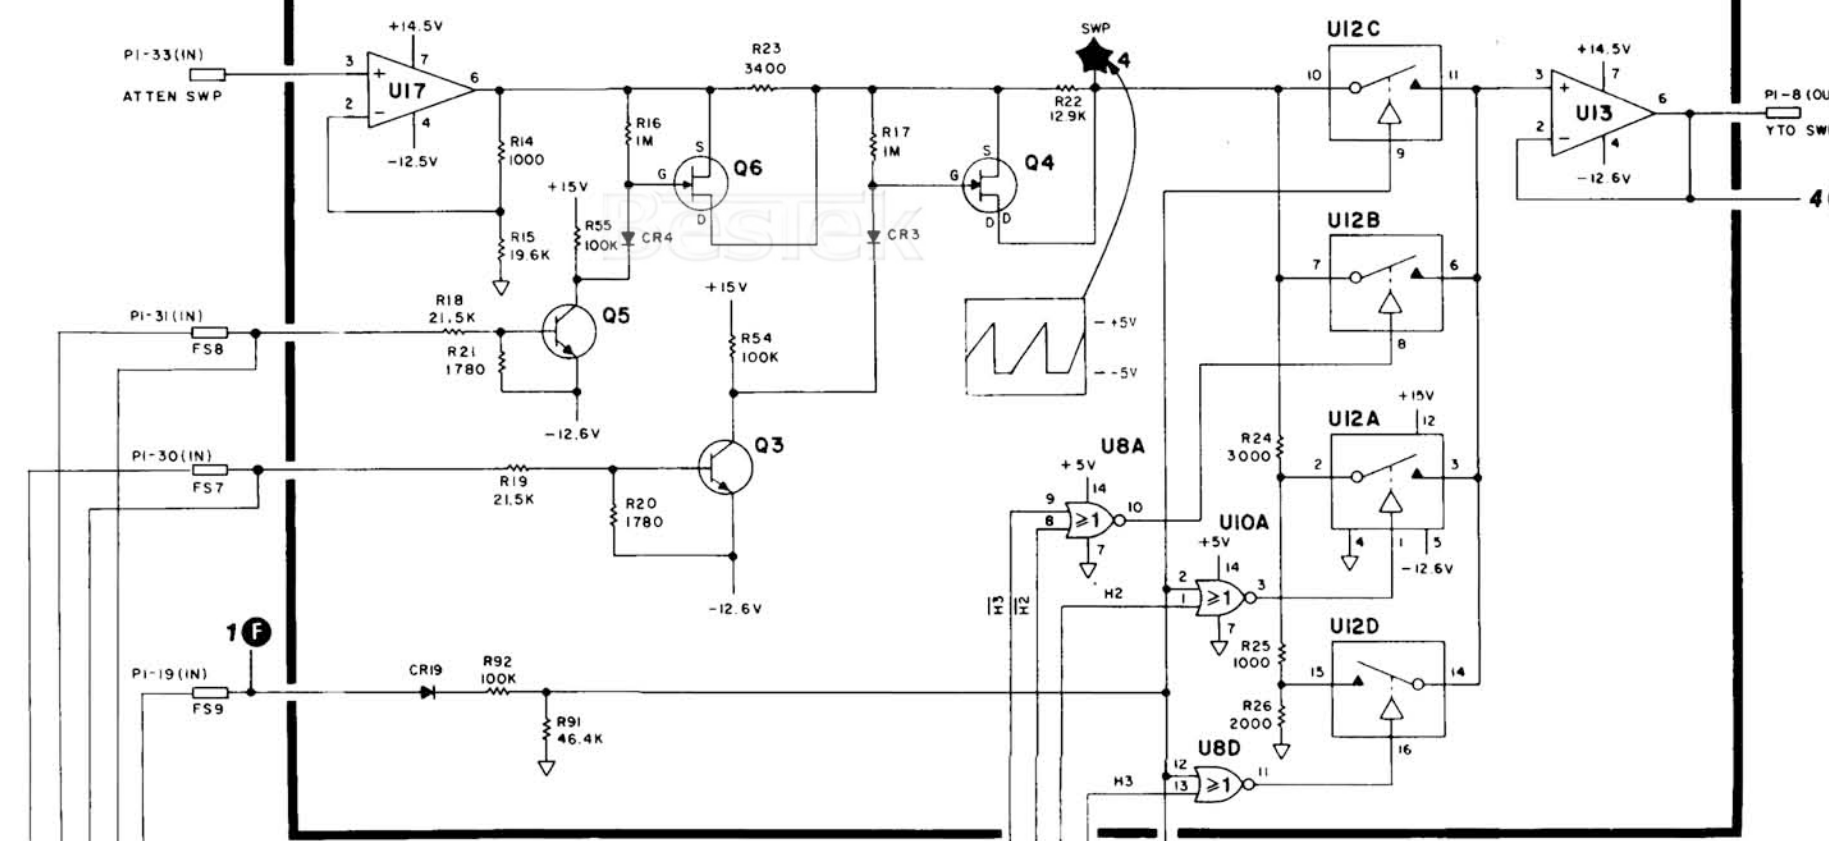 P1-33(IN)
ATTEN SWP
+14.5V
3
7
+
U17
6
2
−
4
-12.5V
R14
1000
R15
19.6K
R16
1M
R23
3400
S
G
Q6
D
+15V
R55
100K
CR4
Bestek
R17
1M
S
G
Q4
D
D
CR3
SWP
4
R22
12.9K
-+5V
--5V
P1-31(IN)
FS8
R18
21.5K
R21
1780
Q5
-12.6V
+15V
R54
100K
P1-30(IN)
FS7
R19
21.5K
R20
1780
Q3
-12.6V
1 F
P1-19(IN)
FS9
CR19
R92
100K
R91
46.4K
U12C
10
11
9
U12B
7
6
8
U12A
+15V
12
2
3
4
1
5
-12.6V
U12D
15
14
16
R24
3000
R25
1000
R26
2000
U8A
+5V
14
9
8
≥1
10
7
U10A
+5V
14
2
1
≥1
3
7
H3
H2
H2
U8D
12
13
≥1
11
H3
+14.5V
3
7
+
U13
6
2
−
4
-12.6V
P1-8(OU
YTO SW
4